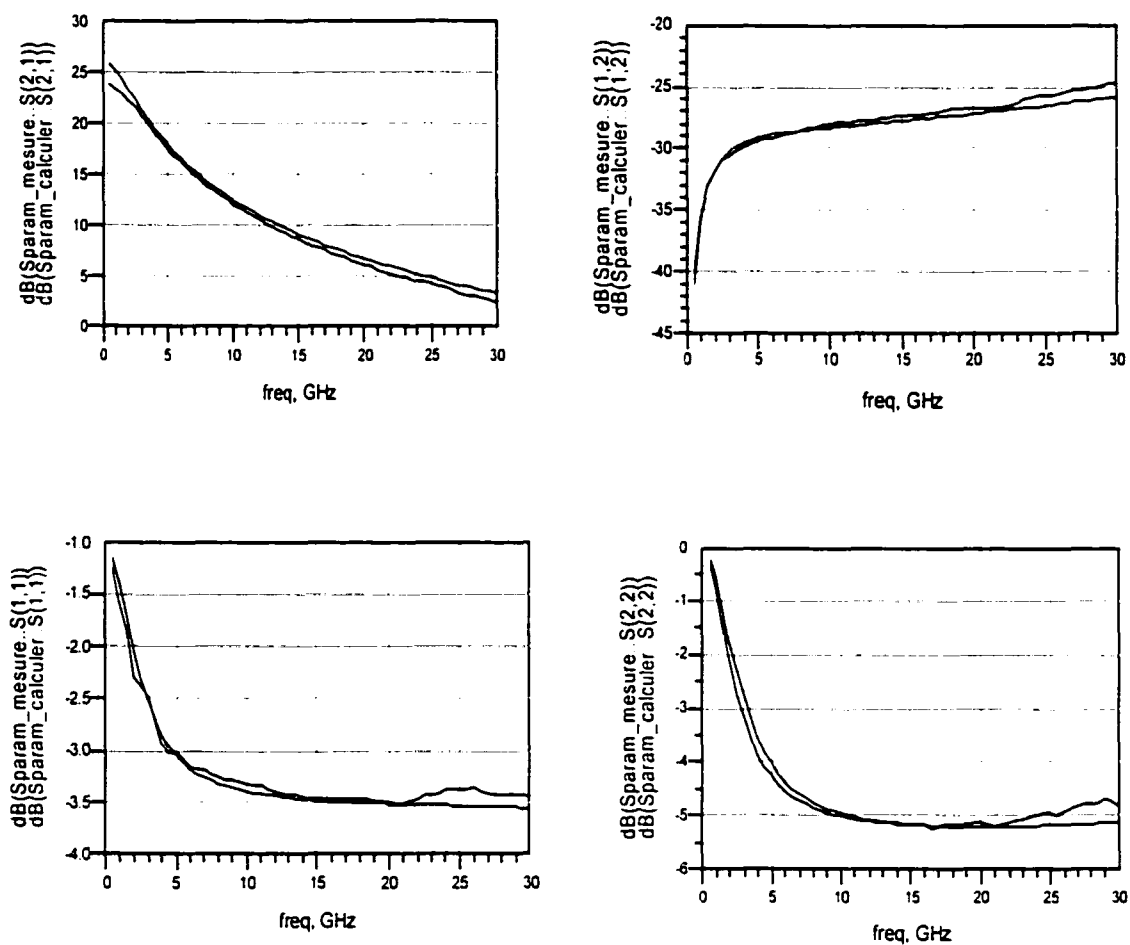 dB(Sparam_mesure..S(2,1))
dB(Sparam_calculer..S(2,1))
30
25
20
15
10
5
0
0 5 10 15 20 25 30
freq, GHz
dB(Sparam_mesure..S(1,2))
dB(Sparam_calculer..S(1,2))
-20
-25
-30
-35
-40
-45
0 5 10 15 20 25 30
freq, GHz
dB(Sparam_mesure..S(1,1))
dB(Sparam_calculer..S(1,1))
-1.0
-1.5
-2.0
-2.5
-3.0
-3.5
-4.0
0 5 10 15 20 25 30
freq, GHz
dB(Sparam_mesure..S(2,2))
dB(Sparam_calculer..S(2,2))
0
-1
-2
-3
-4
-5
-6
0 5 10 15 20 25 30
freq, GHz